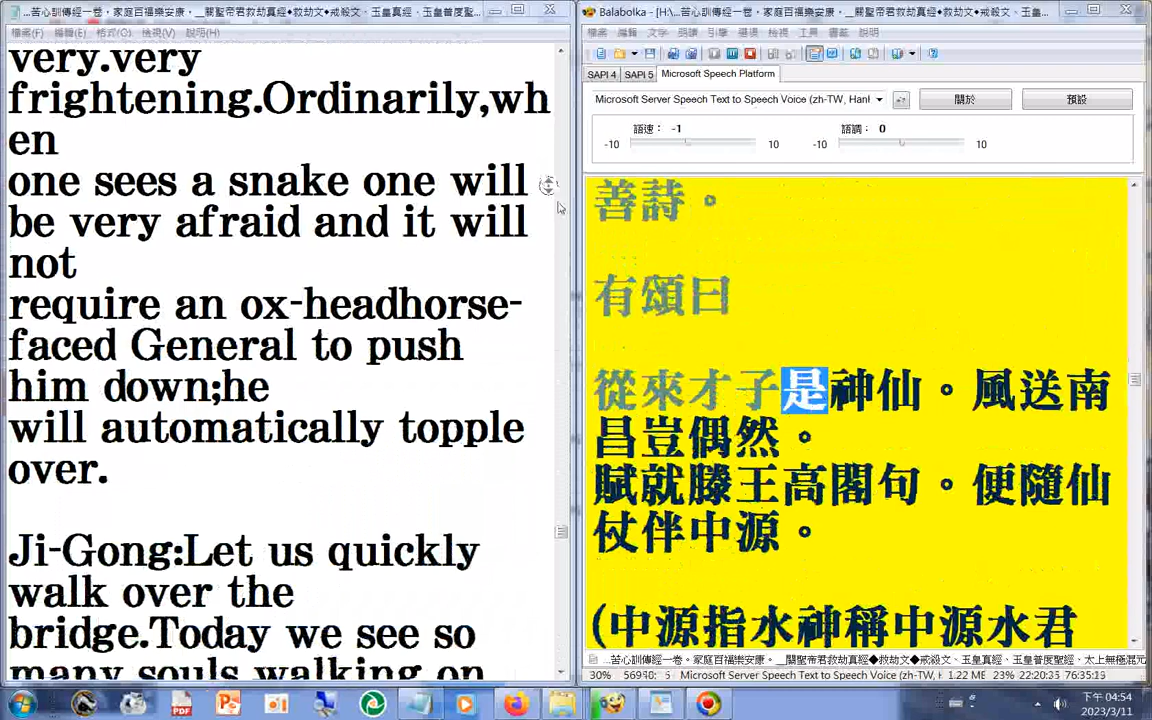 ...苦心訓傳經一卷，家庭百福樂安康，__關聖帝君救劫真經◆救劫文◆戒殺文、玉皇真經、玉皇普度聖...
檔案(F) 編輯(E) 格式(O) 檢視(V) 說明(H)
very.very
frightening.Ordinarily,wh
en
one sees a snake one will
be very afraid and it will
not
require an ox-headhorse-
faced General to push
him down;he
will automatically topple
over.
Ji-Gong:Let us quickly
walk over the
bridge.Today we see so
many souls walking on
Balabolka - [H:\...苦心訓傳經一卷，家庭百福樂安康，__關聖帝君救劫真經◆救劫文◆戒殺文、玉皇真...
檔案 編輯 文字 朗讀 引擎 選項 檢視 工具 書籤 說明
SAPI 4 SAPI 5 Microsoft Speech Platform
Microsoft Server Speech Text to Speech Voice (zh-TW, Han
關於
預設
語速： -1
語調： 0
-10 10 -10 10
善詩。
有頌曰
從來才子是神仙。風送南
昌豈偶然。
賦就滕王高閣句。便隨仙
仗伴中源。
(中源指水神稱中源水君
...苦心訓傳經一卷。家庭百福樂安康。__關聖帝君救劫真經◆救劫文◆戒殺文、玉皇真經、玉皇普度聖經、太上無極混元
30% 56940: 5 Microsoft Server Speech Text to Speech Voice (zh-TW, 1.22 MB 23% 22:20:35 76:35:19
下午 04:54
2023/3/11